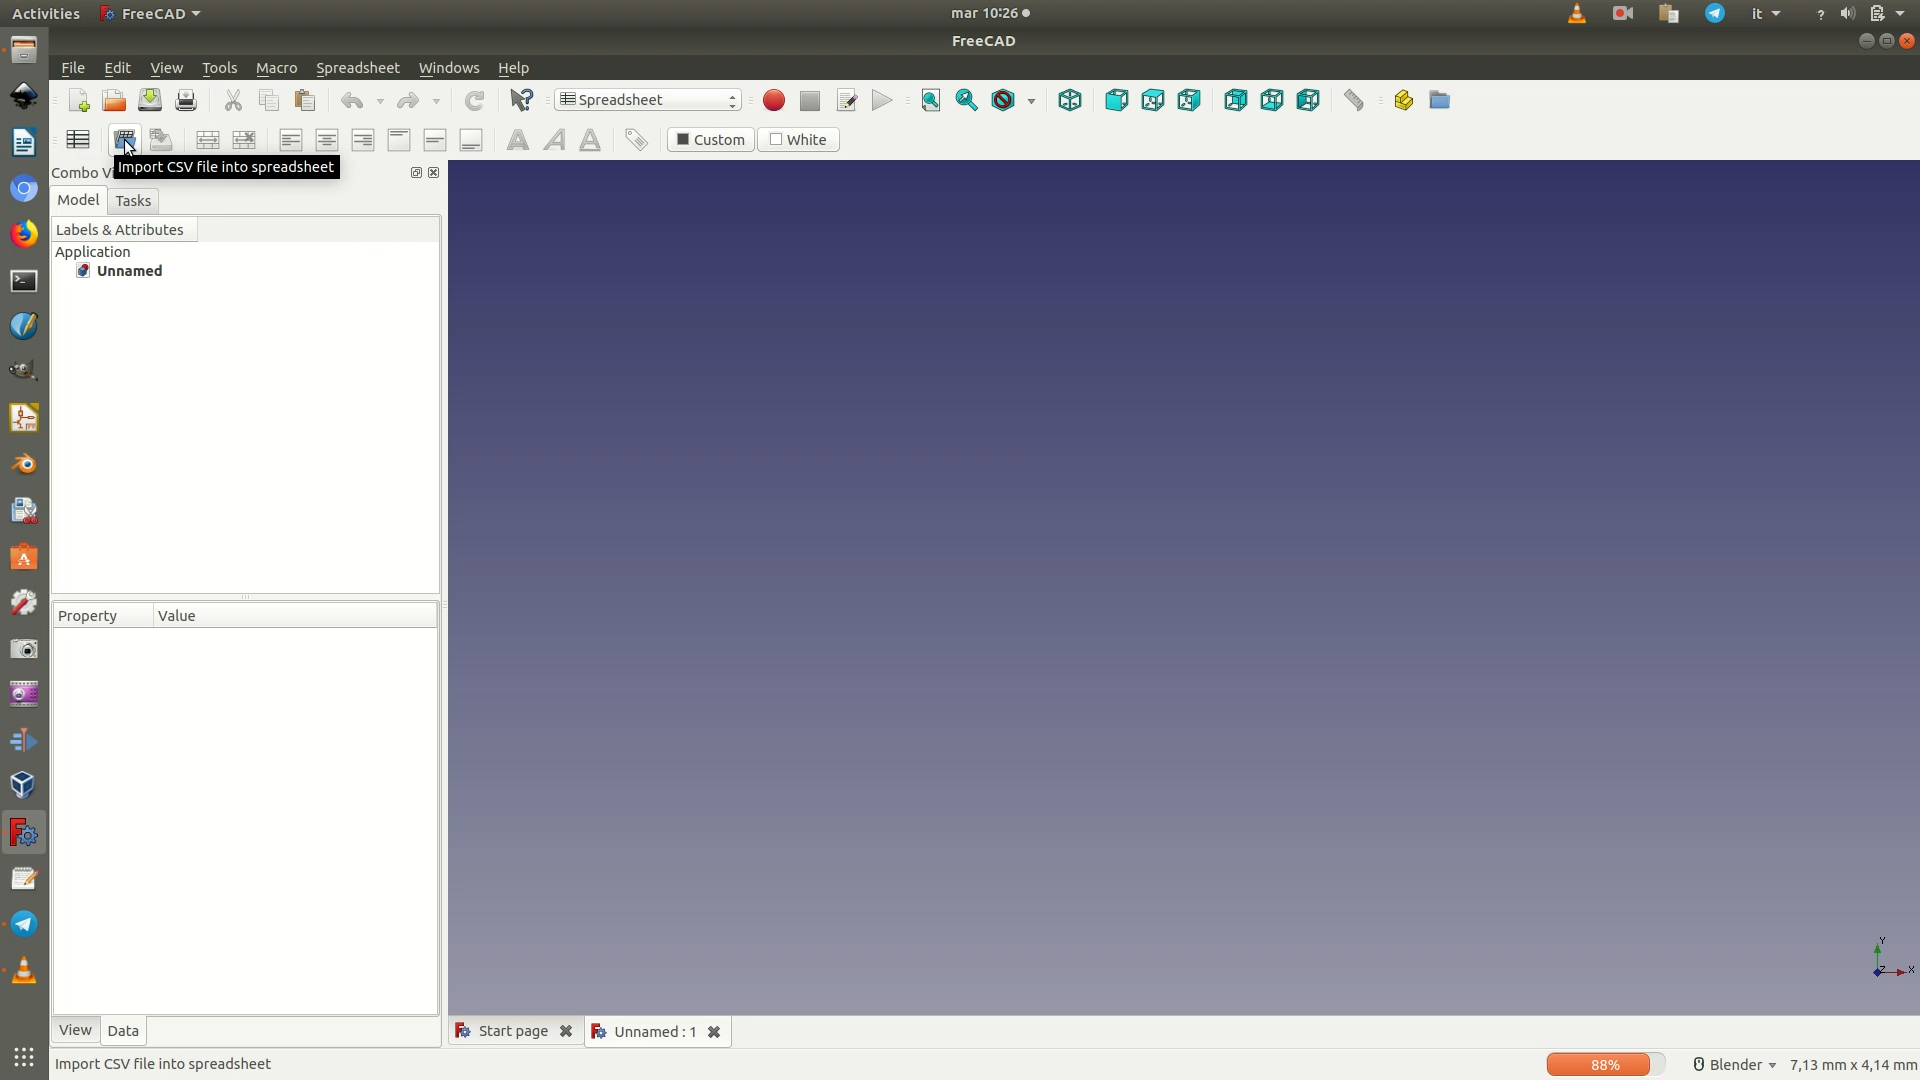 Activities FreeCAD mar 10:26 it ?
FreeCAD
File Edit View Tools Macro Spreadsheet Windows Help
Spreadsheet
Custom White
Combo Vi Import CSV file into spreadsheet
Model Tasks
Labels & Attributes
Application
Unnamed
Property Value
Y
Z X
View Data
Start page Unnamed : 1
Import CSV file into spreadsheet 88% Blender 7,13 mm x 4,14 mm